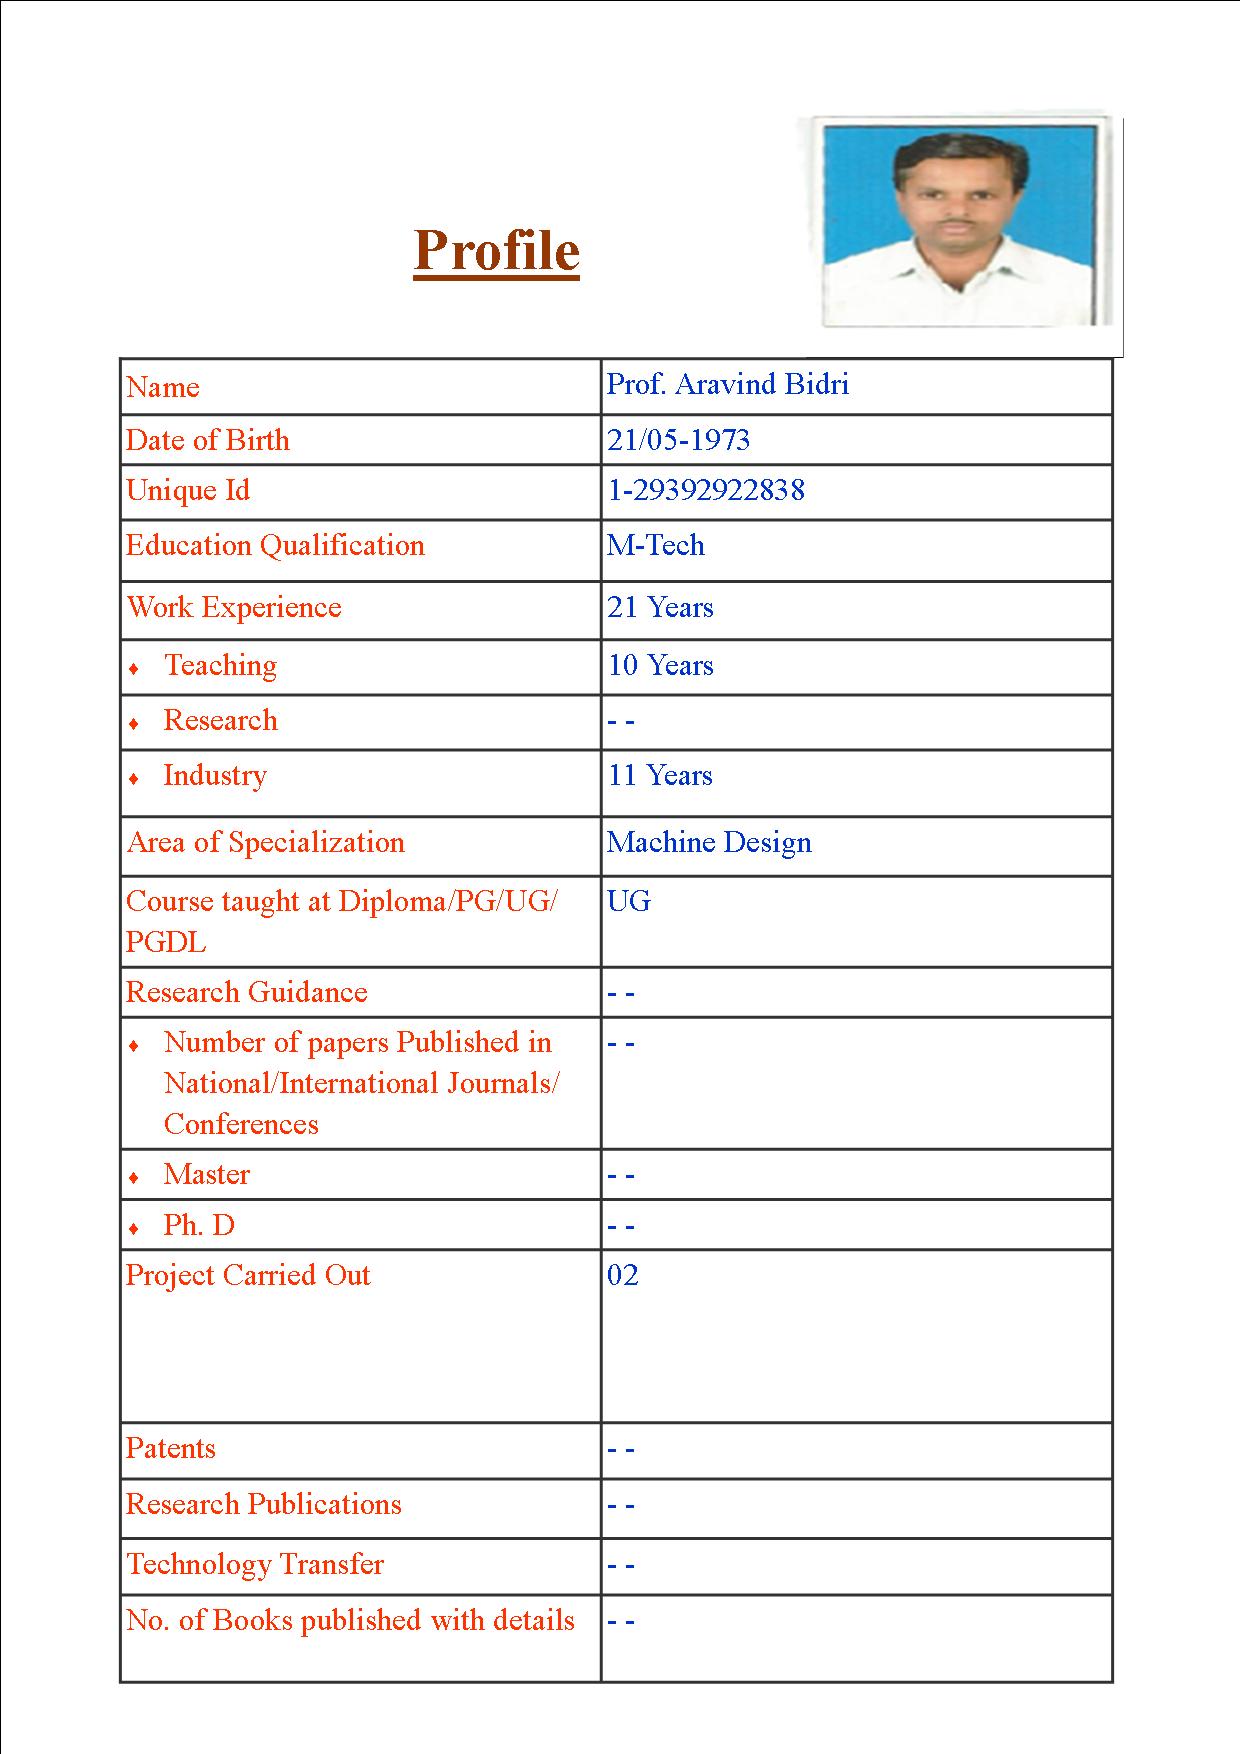 Profile
Name Prof. Aravind Bidri
Date of Birth 21/05-1973
Unique Id 1-29392922838
Education Qualification M-Tech
Work Experience 21 Years
♦ Teaching 10 Years
♦ Research - -
♦ Industry 11 Years
Area of Specialization Machine Design
Course taught at Diploma/PG/UG/ UG
PGDL
Research Guidance - -
♦ Number of papers Published in - -
National/International Journals/
Conferences
♦ Master - -
♦ Ph. D - -
Project Carried Out 02
Patents - -
Research Publications - -
Technology Transfer - -
No. of Books published with details - -